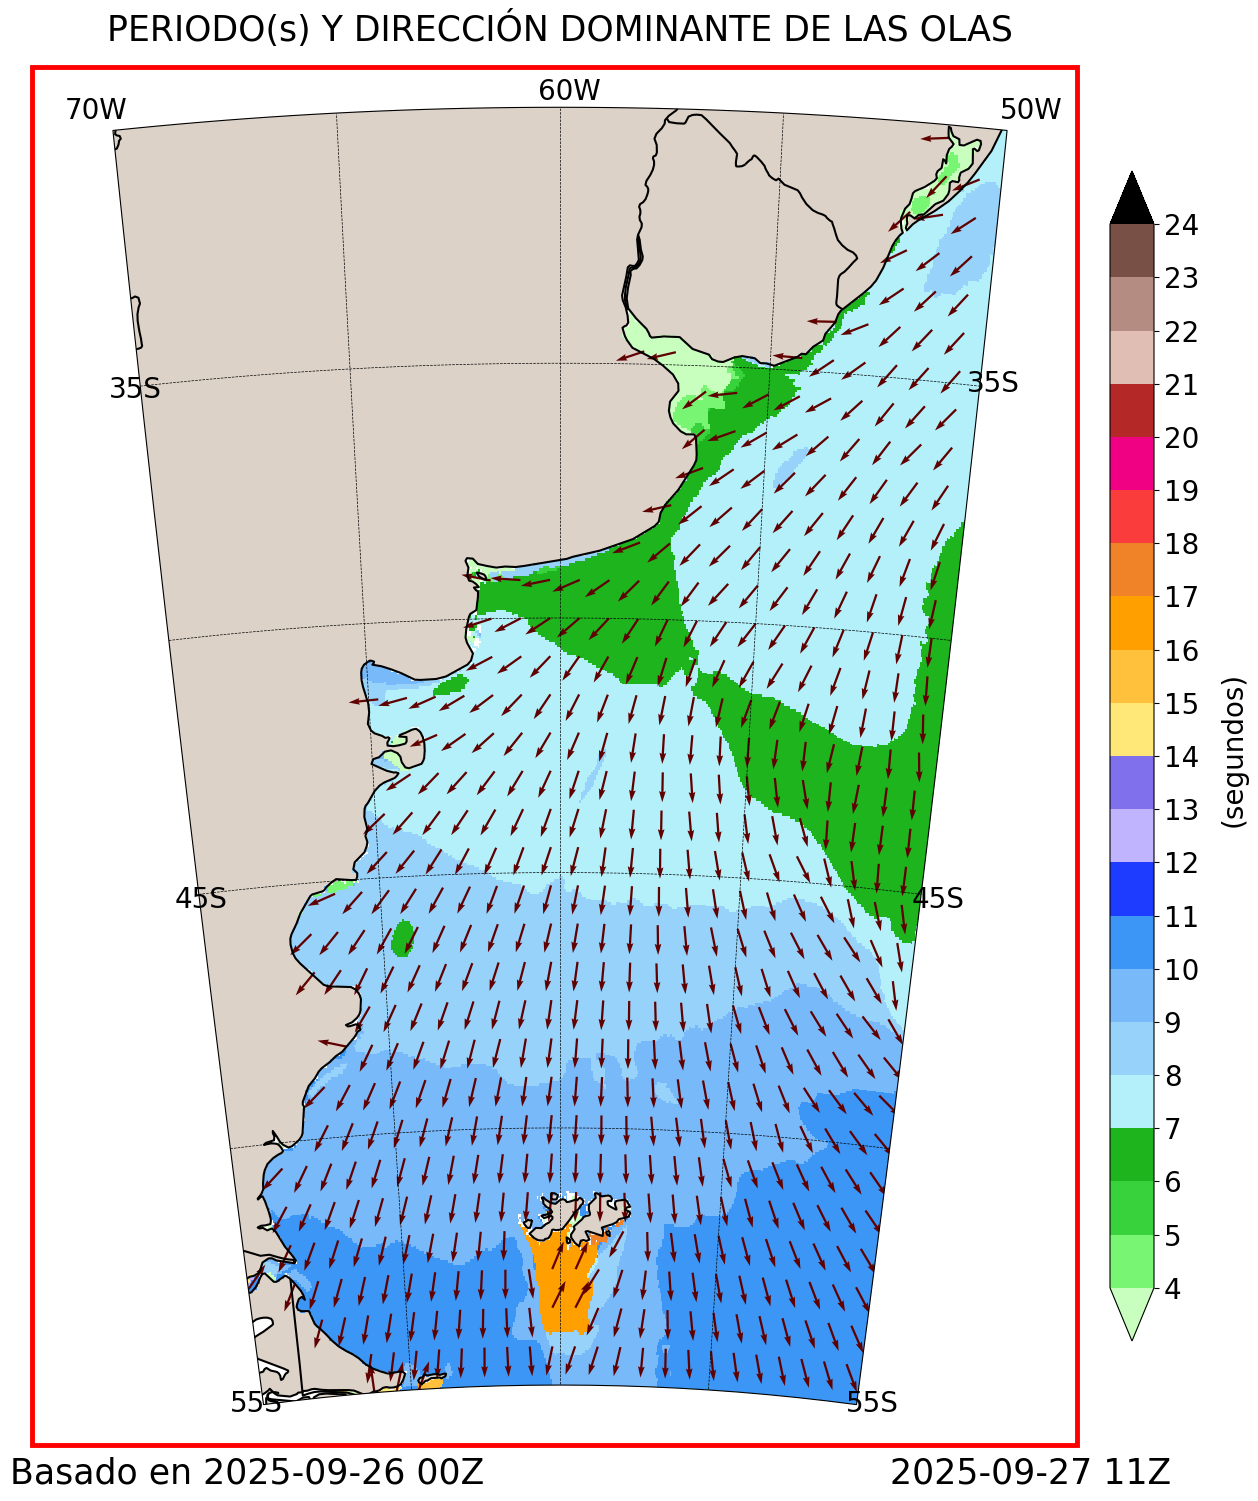 PERIODO(s) Y DIRECCIÓN DOMINANTE DE LAS OLAS
70W
60W
50W
35S
35S
45S
45S
55S
55S
24
23
22
21
20
19
18
17
16
15
14
13
12
11
10
9
8
7
6
5
4
(segundos)
Basado en 2025-09-26 00Z
2025-09-27 11Z